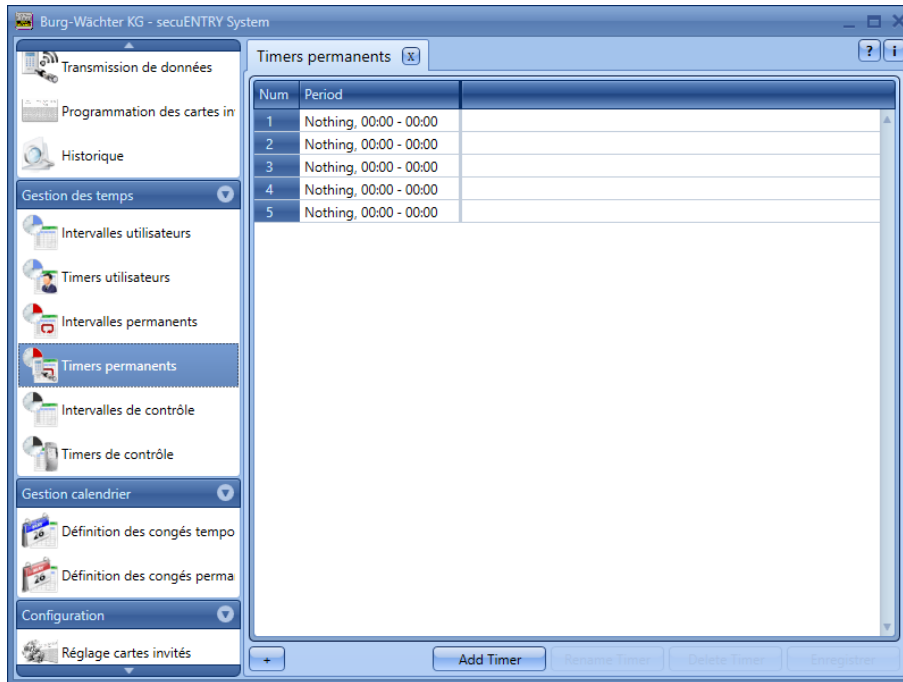 Burg-Wächter KG - secuENTRY System
Transmission de données
Programmation des cartes in
Historique
Gestion des temps
Intervalles utilisateurs
Timers utilisateurs
Intervalles permanents
Timers permanents
Intervalles de contrôle
Timers de contrôle
Gestion calendrier
Définition des congés tempo
Définition des congés perma
Configuration
Réglage cartes invités
Timers permanents X
? i
Num Period
1 Nothing, 00:00 - 00:00
2 Nothing, 00:00 - 00:00
3 Nothing, 00:00 - 00:00
4 Nothing, 00:00 - 00:00
5 Nothing, 00:00 - 00:00
+ Add Timer Rename Timer Delete Timer Enregistrer